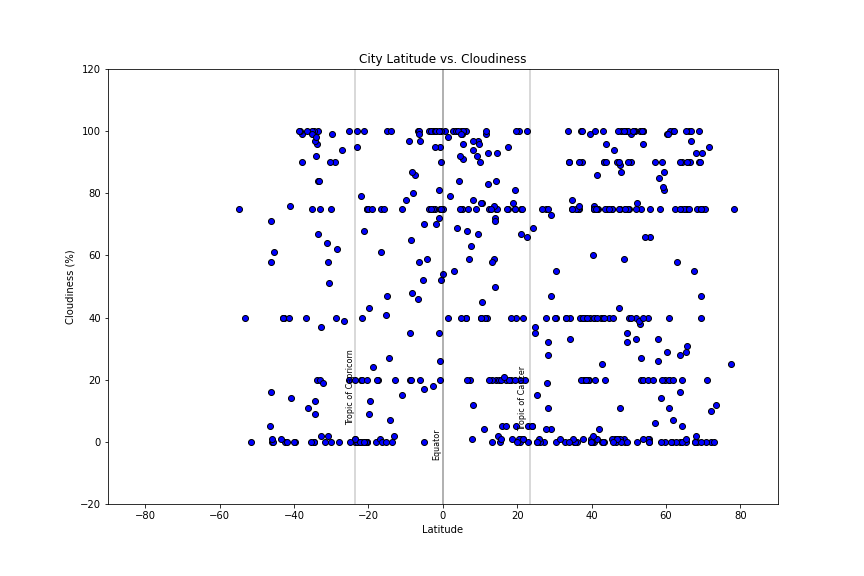 City Latitude vs. Cloudiness
120
100
80
60
40
20
0
−20
Cloudiness (%)
Tropic of Capricorn
Equator
Tropic of Cancer
−80
−60
−40
−20
0
20
40
60
80
Latitude